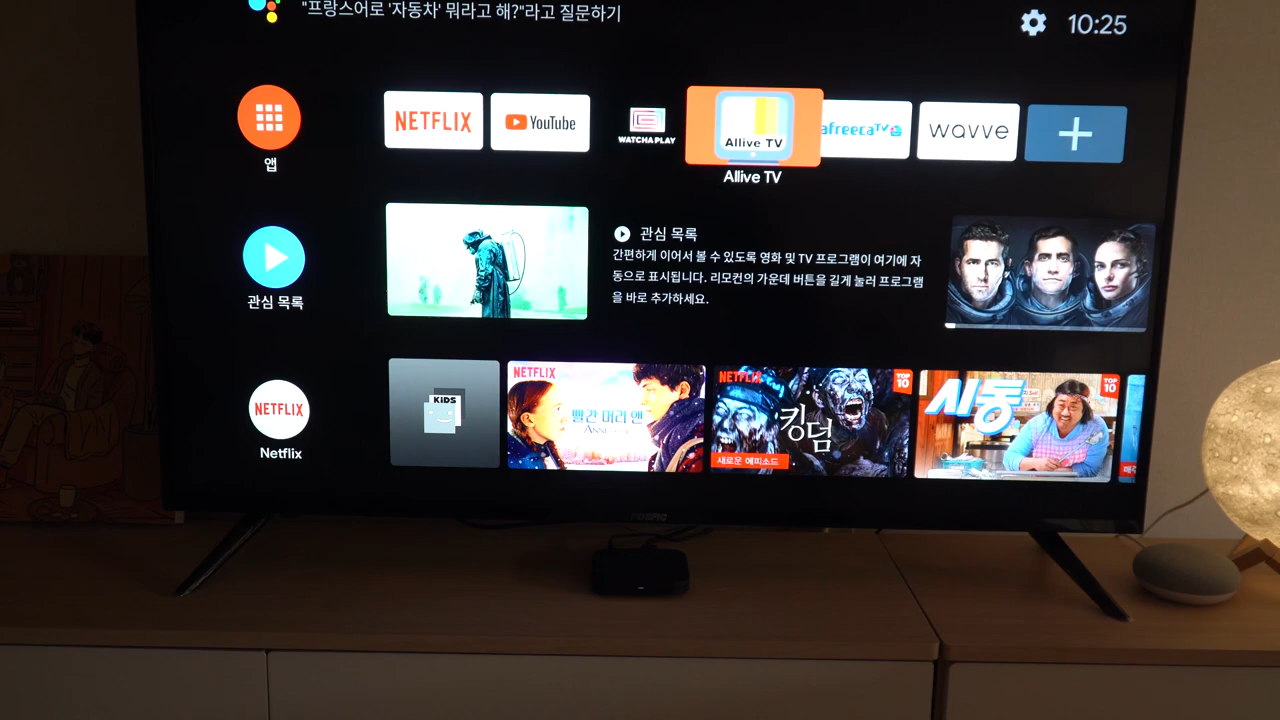 "프랑스어로 '자동차' 뭐라고 해?"라고 질문하기
10:25
앱
NETFLIX
YouTube
WATCHA PLAY
Allive TV
Allive TV
afreecaTV
wavve
관심 목록
관심 목록
간편하게 이어서 볼 수 있도록 영화 및 TV 프로그램이 여기에 자
동으로 표시됩니다. 리모컨의 가운데 버튼을 길게 눌러 프로그램
을 바로 추가하세요.
NETFLIX
Netflix
KiDS
NETFLIX
빨간 머리 앤
NETFLIX
TOP
10
킹덤
새로운 에피소드
시동
TOP
10